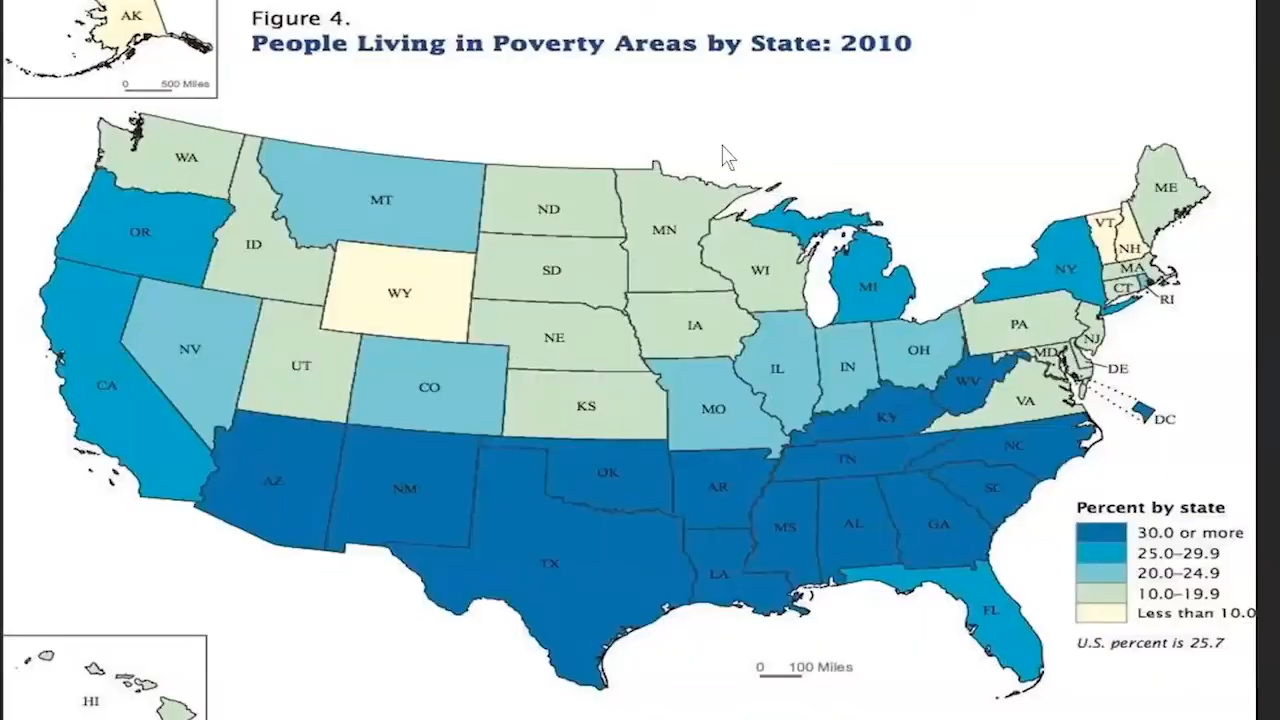 AK
0 500 Miles
Figure 4.
People Living in Poverty Areas by State: 2010
WA
MT
ND
MN
ME
VT
NH
OR
ID
SD
WI
NY
MA
CT
RI
WY
MI
IA
NE
PA
NJ
NV
UT
CO
IL
IN
OH
MD
DE
CA
KS
MO
WV
VA
KY
DC
NC
TN
AZ
NM
OK
AR
SC
MS
AL
GA
TX
LA
FL
Percent by state
30.0 or more
25.0–29.9
20.0–24.9
10.0–19.9
Less than 10.0
U.S. percent is 25.7
0 100 Miles
HI